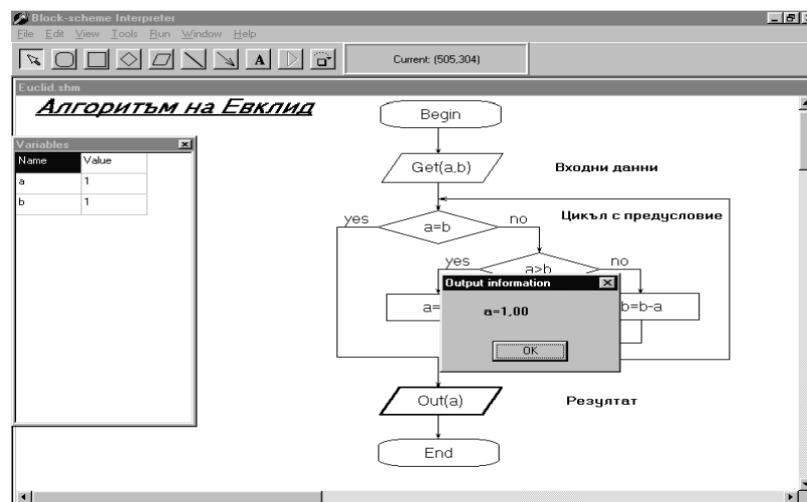 Block-scheme Interpreter
File Edit View Tools Run Window Help
A
Current: (505,304)
Euclid.shm
Алгоритъм на Евклид
Variables
Name Value
a 1
b 1
Begin
Get(a,b)
Входни данни
yes
a=b
no
Цикъл с предусловие
yes
a>b
no
a=
b=b-a
Output information
a=1,00
OK
Out(a)
Резултат
End